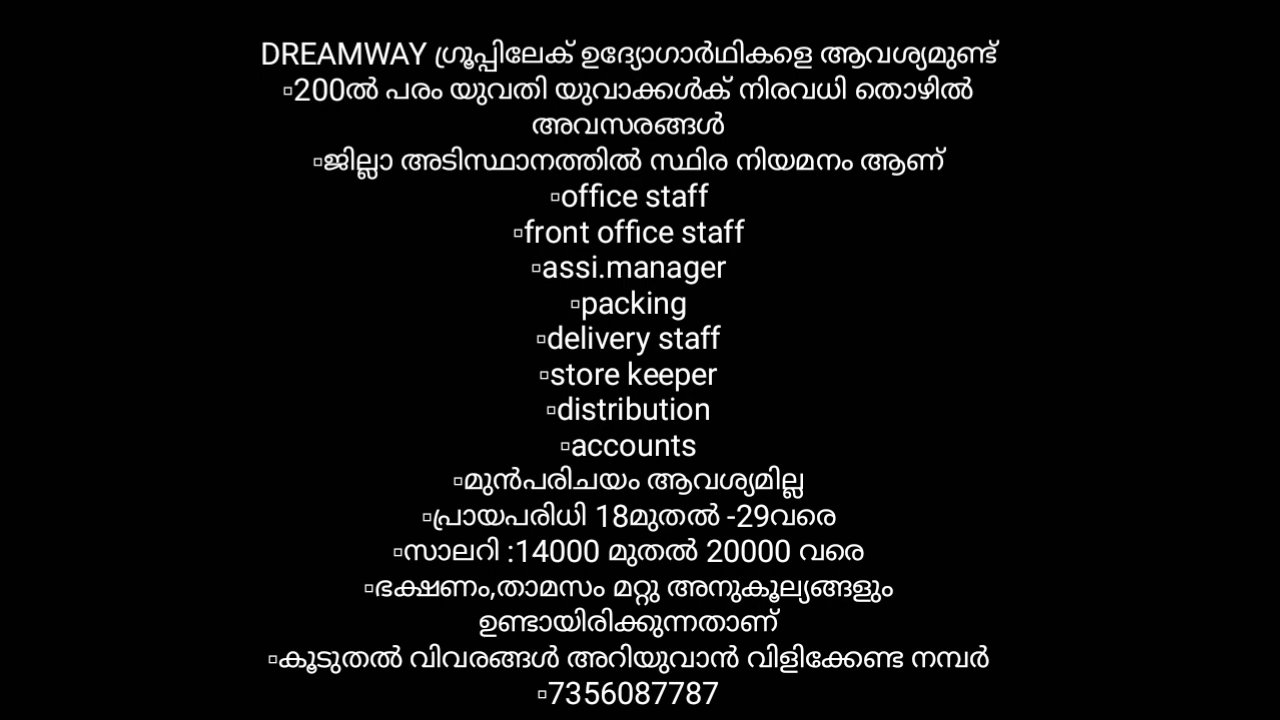 DREAMWAY ഗ്രൂപ്പിലേക് ഉദ്യോഗാർഥികളെ ആവശ്യമുണ്ട്
▫200ൽ പരം യുവതി യുവാക്കൾക് നിരവധി തൊഴിൽ
അവസരങ്ങൾ
▫ജില്ലാ അടിസ്ഥാനത്തിൽ സ്ഥിര നിയമനം ആണ്
▫office staff
▫front office staff
▫assi.manager
▫packing
▫delivery staff
▫store keeper
▫distribution
▫accounts
▫മുൻപരിചയം ആവശ്യമില്ല
▫പ്രായപരിധി 18മുതൽ -29വരെ
▫സാലറി :14000 മുതൽ 20000 വരെ
▫ഭക്ഷണം,താമസം മറ്റു അനുകൂല്യങ്ങളും
ഉണ്ടായിരിക്കുന്നതാണ്
▫കൂടുതൽ വിവരങ്ങൾ അറിയുവാൻ വിളിക്കേണ്ട നമ്പർ
▫7356087787